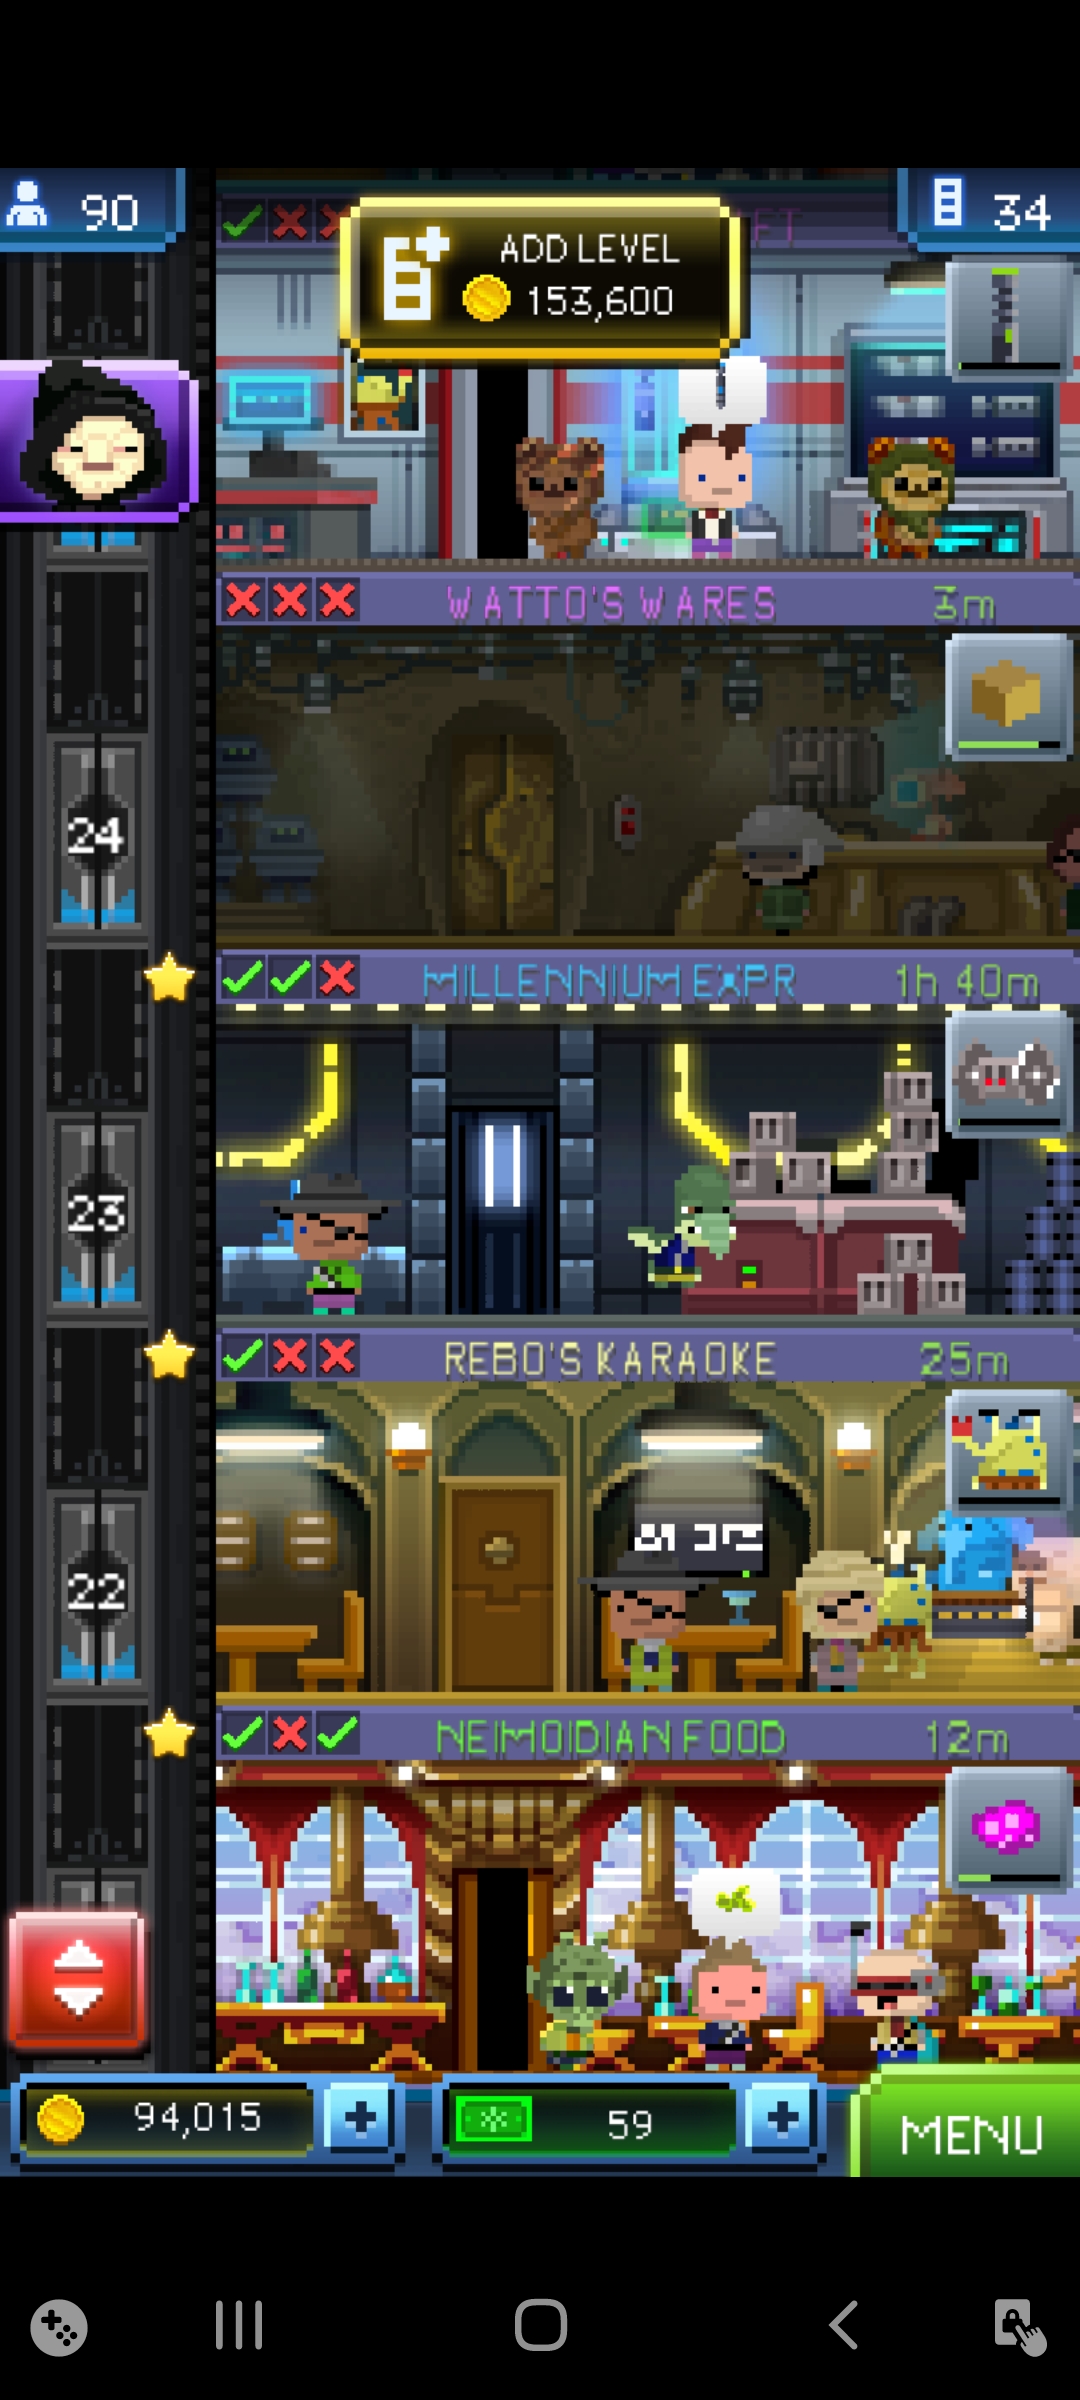 90
34
FT
ADD LEVEL
153,600
WATTO'S WARES 3m
24
MILLENNIUM EXPR 1h 40m
23
REBO'S KARAOKE 25m
22
NEIMOIDIAN FOOD 12m
94,015
59
MENU